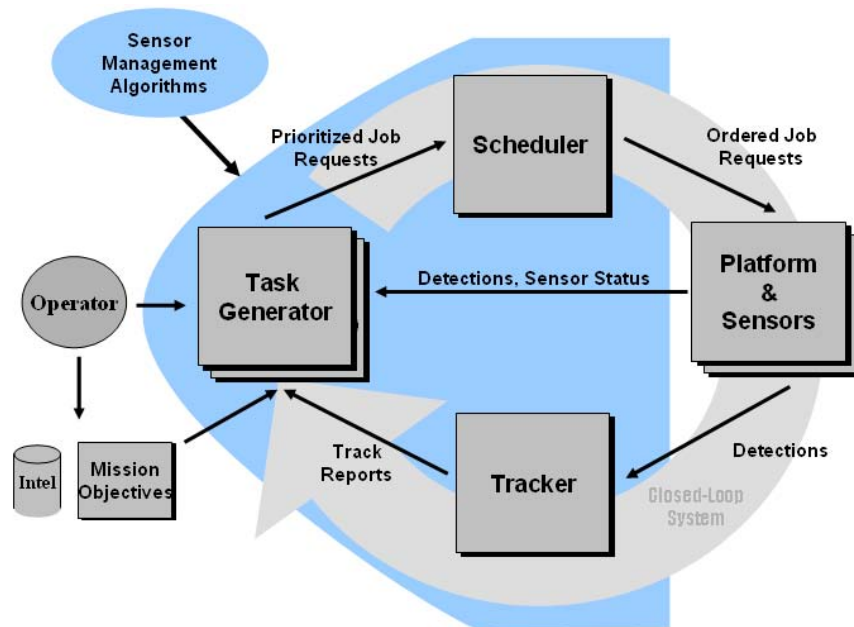 Sensor
Management
Algorithms
Prioritized Job
Requests
Scheduler
Ordered Job
Requests
Task
Generator
Detections, Sensor Status
Platform
&
Sensors
Operator
Intel
Mission
Objectives
Track
Reports
Tracker
Detections
Closed-Loop
System